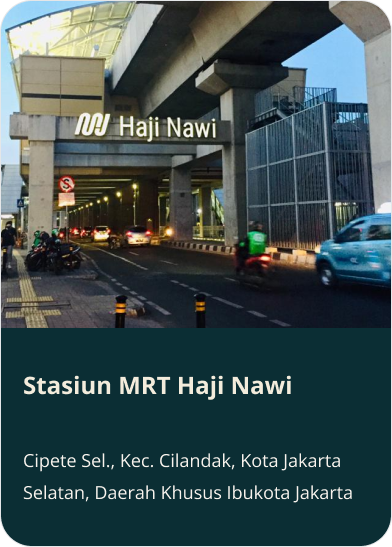 Haji Nawi
Stasiun MRT Haji Nawi
Cipete Sel., Kec. Cilandak, Kota Jakarta
Selatan, Daerah Khusus Ibukota Jakarta